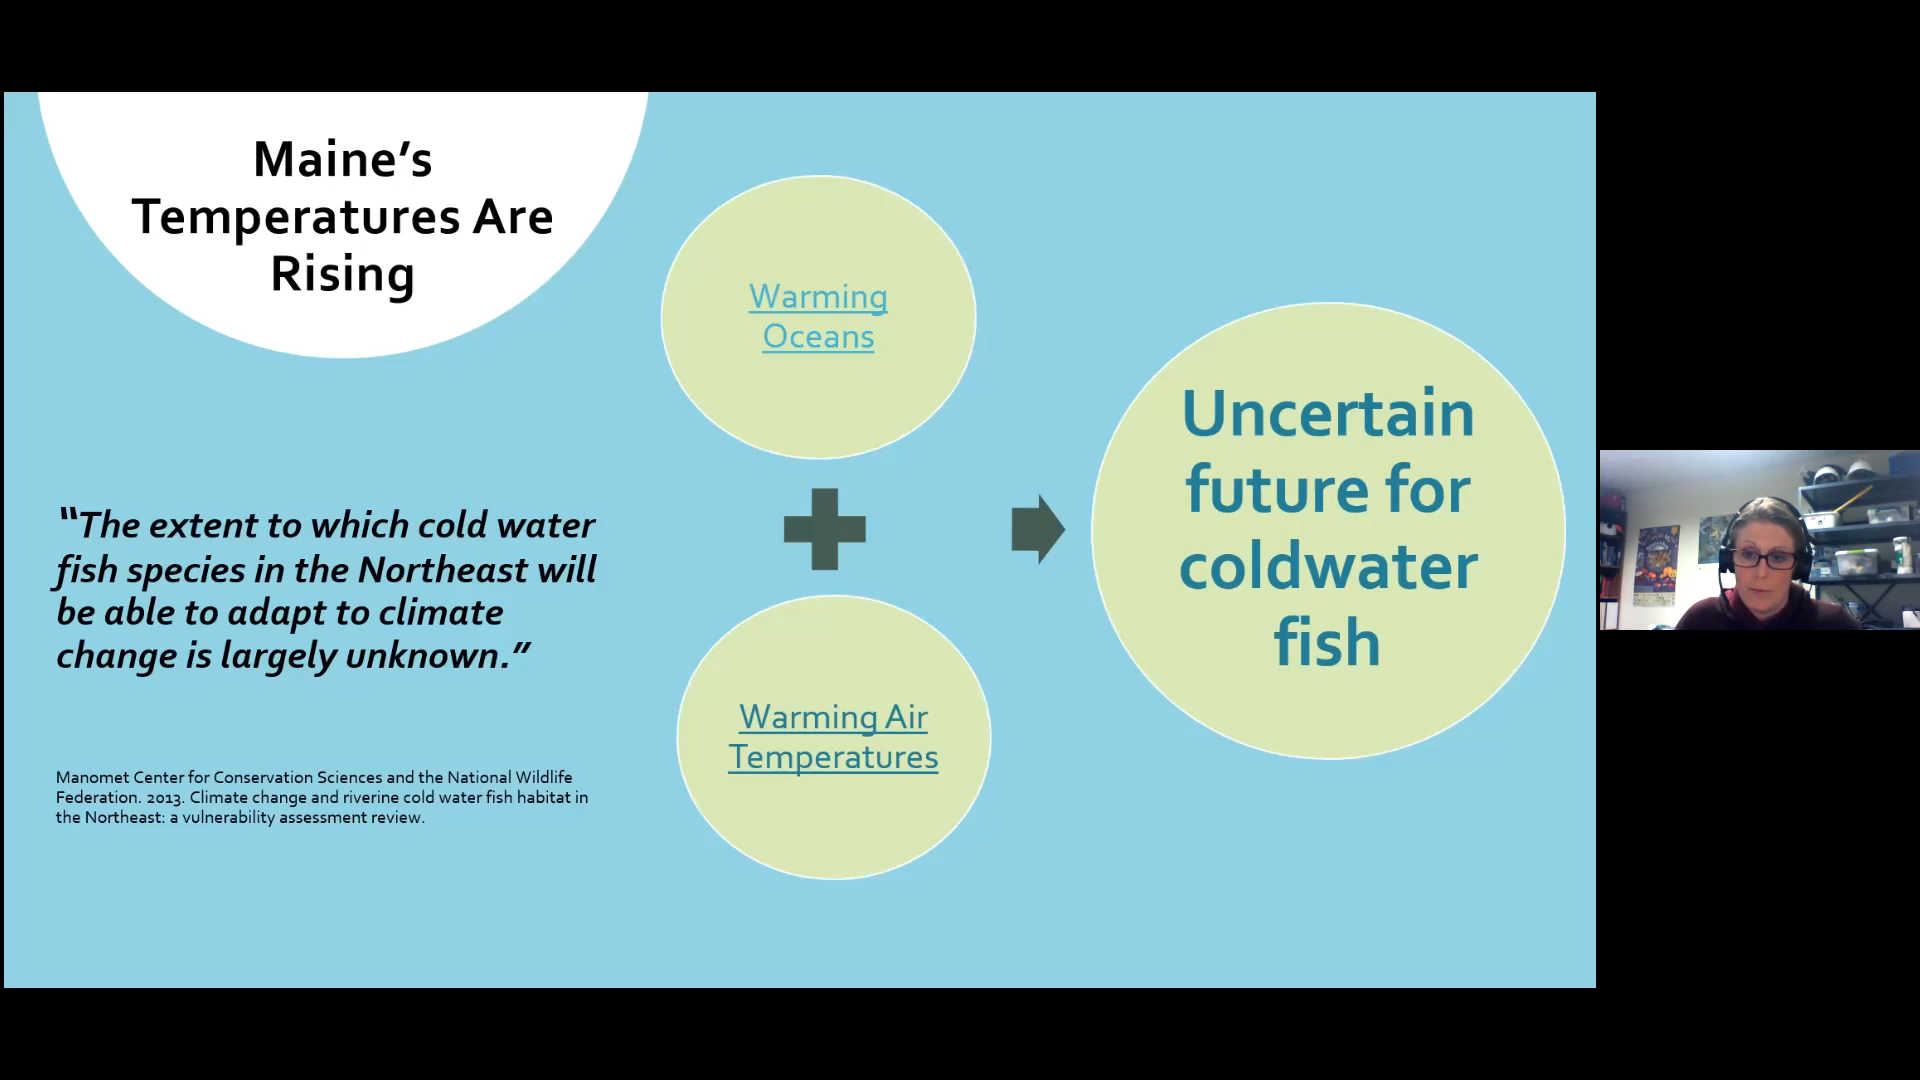 Maine’s
Temperatures Are
Rising
“The extent to which cold water
fish species in the Northeast will
be able to adapt to climate
change is largely unknown.”
Manomet Center for Conservation Sciences and the National Wildlife
Federation. 2013. Climate change and riverine cold water fish habitat in
the Northeast: a vulnerability assessment review.
Warming
Oceans
Warming Air
Temperatures
Uncertain
future for
coldwater
fish